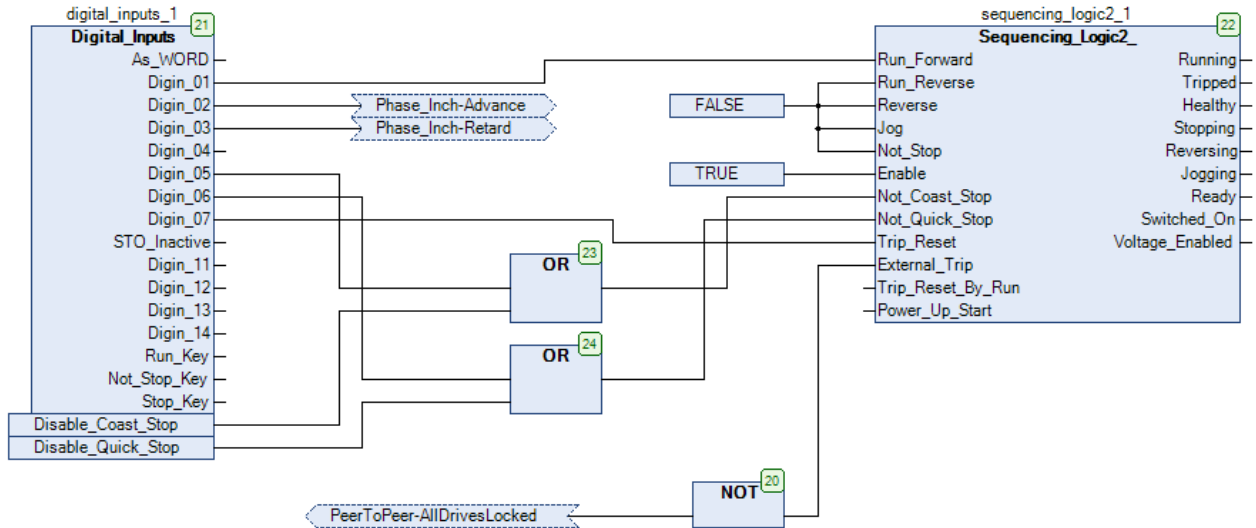 digital_inputs_1
21
Digital_Inputs
As_WORD
Digin_01
Digin_02
Digin_03
Digin_04
Digin_05
Digin_06
Digin_07
STO_Inactive
Digin_11
Digin_12
Digin_13
Digin_14
Run_Key
Not_Stop_Key
Stop_Key
Disable_Coast_Stop
Disable_Quick_Stop
Phase_Inch-Advance
Phase_Inch-Retard
23
OR
24
OR
FALSE
TRUE
PeerToPeer-AllDrivesLocked
20
NOT
sequencing_logic2_1
22
Sequencing_Logic2_
Run_Forward
Run_Reverse
Reverse
Jog
Not_Stop
Enable
Not_Coast_Stop
Not_Quick_Stop
Trip_Reset
External_Trip
Trip_Reset_By_Run
Power_Up_Start
Running
Tripped
Healthy
Stopping
Reversing
Jogging
Ready
Switched_On
Voltage_Enabled